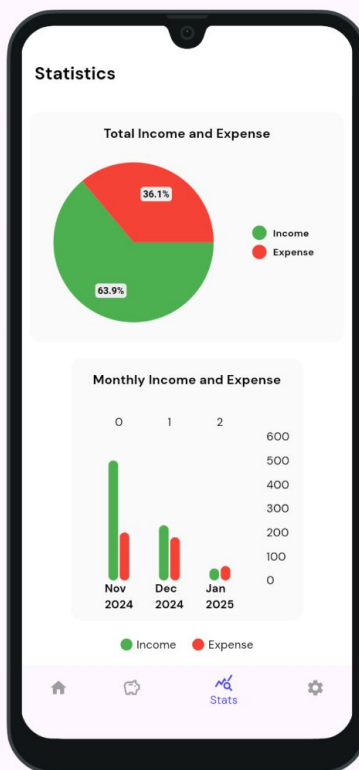 Statistics
Total Income and Expense
36.1%
63.9%
Income
Expense
Monthly Income and Expense
0 1 2
600
500
400
300
200
100
0
Nov Dec Jan
2024 2024 2025
Income Expense
Stats